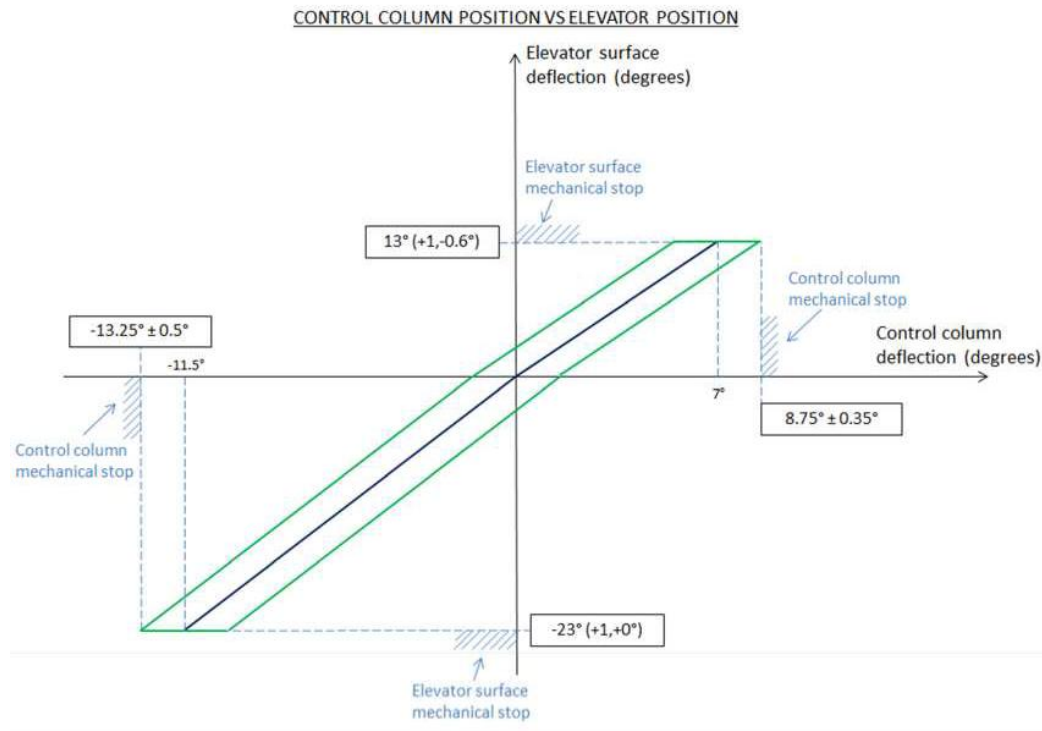 CONTROL COLUMN POSITION VS ELEVATOR POSITION
Elevator surface
deflection (degrees)
Elevator surface
mechanical stop
13° (+1,-0.6°)
Control column
mechanical stop
-13.25° ± 0.5°
Control column
deflection (degrees)
-11.5°
7°
8.75° ± 0.35°
Control column
mechanical stop
-23° (+1,+0°)
Elevator surface
mechanical stop